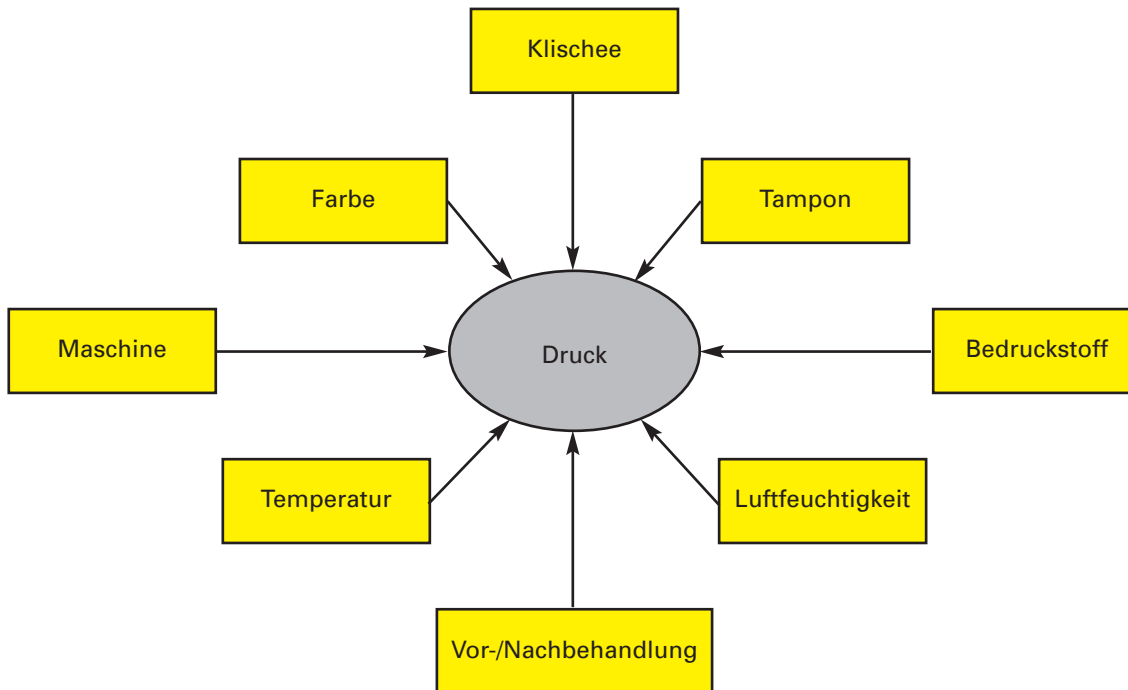 Klischee
Farbe
Tampon
Maschine
Druck
Bedruckstoff
Temperatur
Luftfeuchtigkeit
Vor-/Nachbehandlung